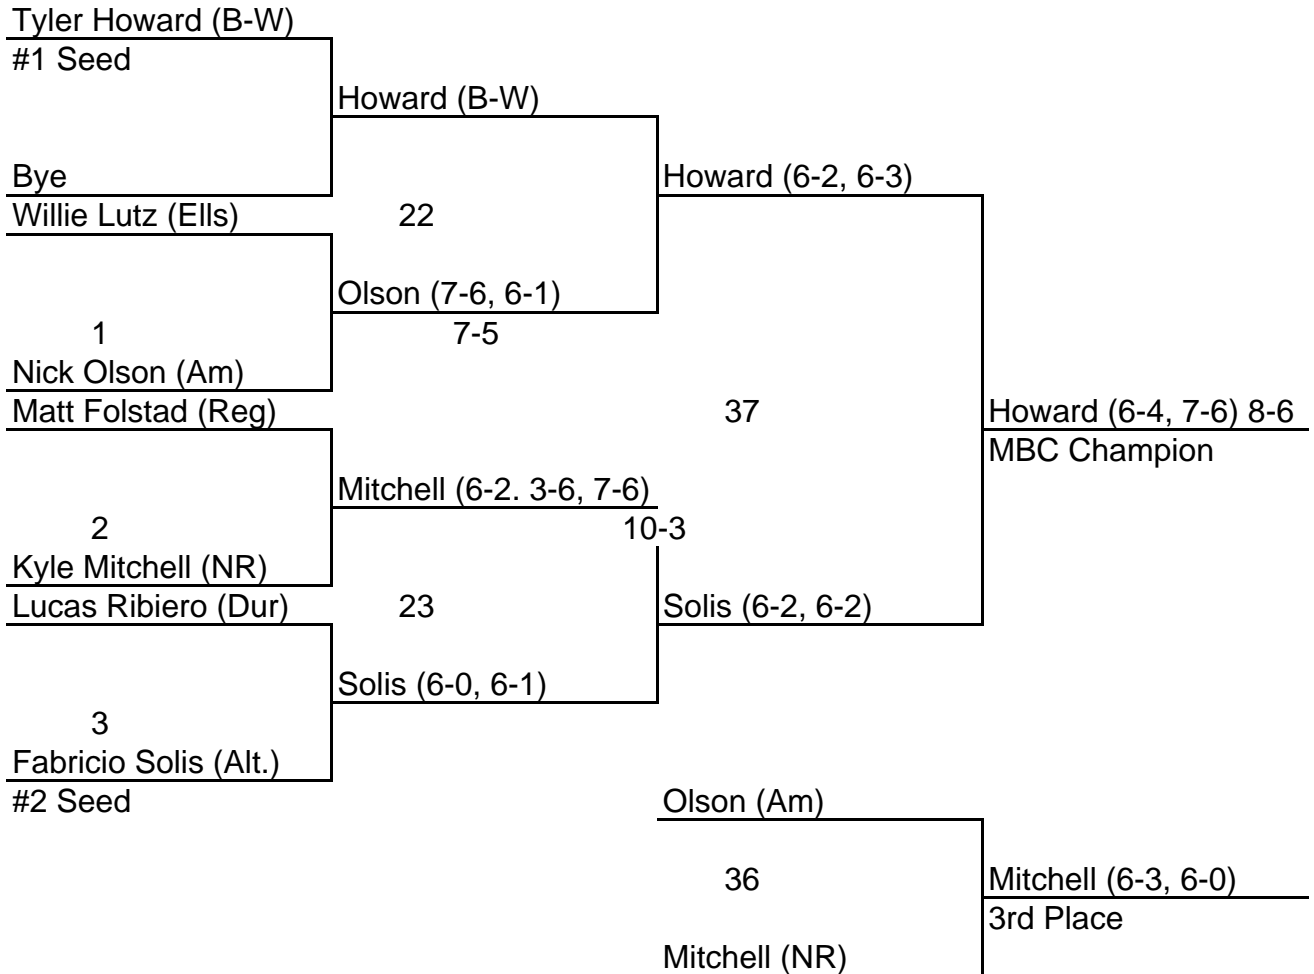 Tyler Howard (B-W)
#1 Seed
Howard (B-W)
Bye
Howard (6-2, 6-3)
Willie Lutz (Ells)
22
Olson (7-6, 6-1)
1
7-5
Nick Olson (Am)
Matt Folstad (Reg)
37
Howard (6-4, 7-6) 8-6
MBC Champion
Mitchell (6-2. 3-6, 7-6)
2
10-3
Kyle Mitchell (NR)
Lucas Ribiero (Dur)
23
Solis (6-2, 6-2)
Solis (6-0, 6-1)
3
Fabricio Solis (Alt.)
#2 Seed
Olson (Am)
36
Mitchell (6-3, 6-0)
3rd Place
Mitchell (NR)